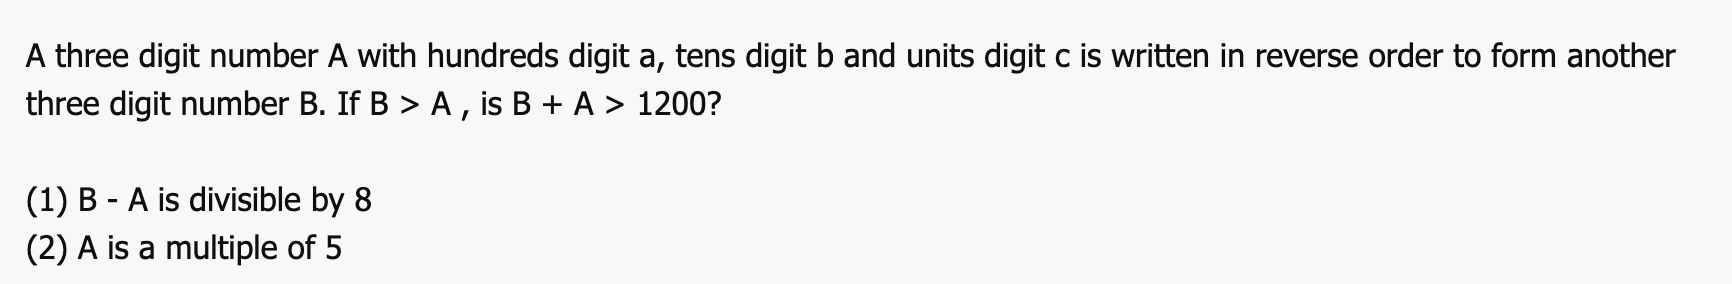 A three digit number A with hundreds digit a, tens digit b and units digit c is written in reverse order to form another
three digit number B. If B > A , is B + A > 1200?
(1) B - A is divisible by 8
(2) A is a multiple of 5